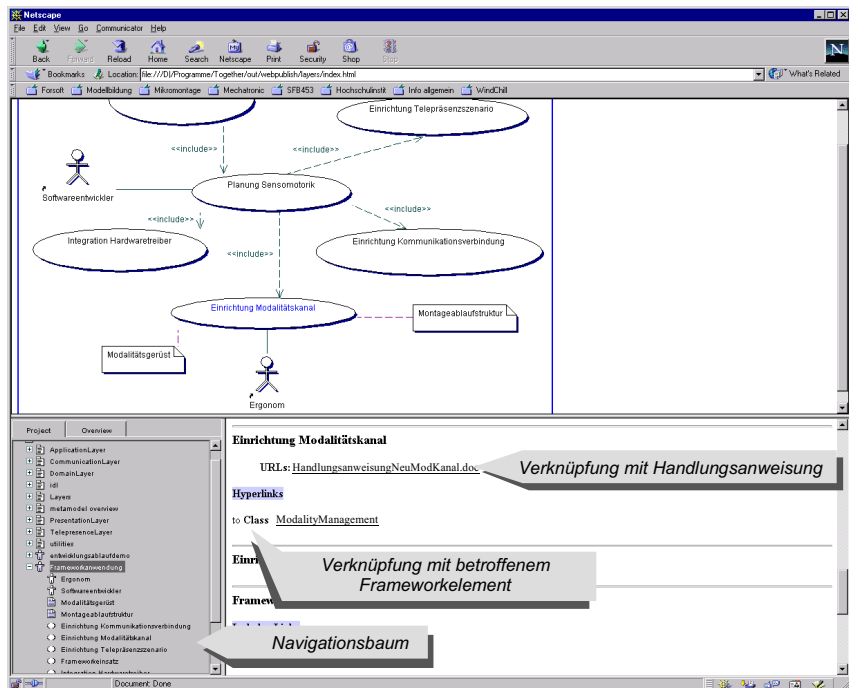 Netscape
File Edit View Go Communicator Help
Back Forward Reload Home Search Netscape Print Security Shop Stop
Bookmarks Location: file:///D|/Programme/Together/out/webpublish/layers/index.html What's Related
Forsoft Modellbildung Mikromontage Mechatronic SFB453 Hochschulinstit Info allgemein WindChill
Einrichtung Telepräsenzszenario
<<include>>
<<include>>
Planung Sensomotorik
Softwareentwickler
<<include>>
<<include>>
Integration Hardwaretreiber
<<include>>
Einrichtung Kommunikationsverbindung
Einrichtung Modalitätskanal
Montageablaufstruktur
Modalitätsgerüst
Ergonom
Project Overview
ApplicationLayer
CommunicationLayer
DomainLayer
idl
Layers
metamodel overview
PresentationLayer
TelepresenceLayer
utilities
entwicklungsablaufdemo
Frameworkanwendung
Ergonom
Softwareentwickler
Modalitätsgerüst
Montageablaufstruktur
Einrichtung Kommunikationsverbindung
Einrichtung Modalitätskanal
Einrichtung Telepräsenzszenario
Frameworkeinsatz
Integration Hardwaretreiber
Einrichtung Modalitätskanal
URLs: HandlungsanweisungNeuModKanal.doc
Verknüpfung mit Handlungsanweisung
Hyperlinks
to Class ModalityManagement
Verknüpfung mit betroffenem
Frameworkelement
Navigationsbaum
Document: Done